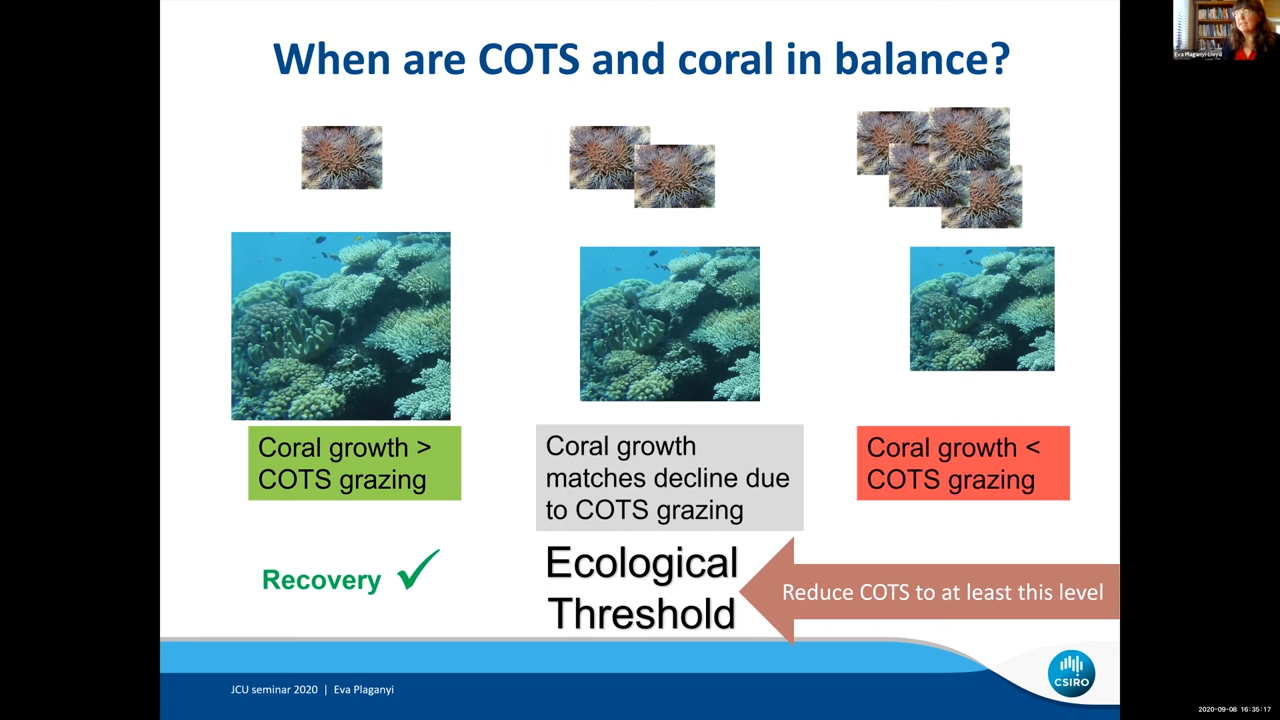 When are COTS and coral in balance?
Eva Plaganyi-Lloyd
Coral growth >
COTS grazing
Coral growth
matches decline due
to COTS grazing
Coral growth <
COTS grazing
Recovery
Ecological
Threshold
Reduce COTS to at least this level
JCU seminar 2020 | Eva Plaganyi
CSIRO
2020-09-08 16:35:17